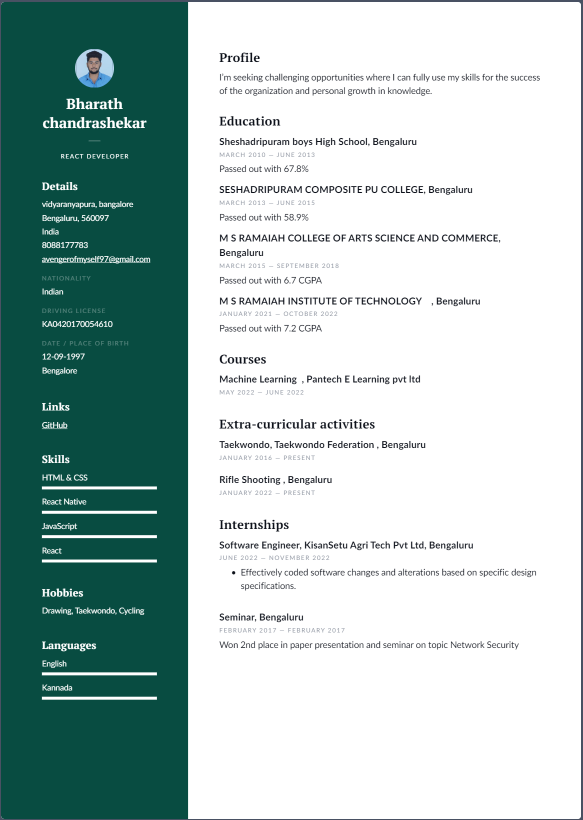 Bharath
chandrashekar
REACT DEVELOPER
Details
vidyaranyapura, bangalore
Bengaluru, 560097
India
8088177783
avengerofmyself97@gmail.com
NATIONALITY
Indian
DRIVING LICENSE
KA0420170054610
DATE / PLACE OF BIRTH
12-09-1997
Bangalore
Links
GitHub
Skills
HTML & CSS
React Native
JavaScript
React
Hobbies
Drawing, Taekwondo, Cycling
Languages
English
Kannada
Profile
I'm seeking challenging opportunities where I can fully use my skills for the success
of the organization and personal growth in knowledge.
Education
Sheshadripuram boys High School, Bengaluru
MARCH 2010 — JUNE 2013
Passed out with 67.8%
SESHADRIPURAM COMPOSITE PU COLLEGE, Bengaluru
MARCH 2013 — JUNE 2015
Passed out with 58.9%
M S RAMAIAH COLLEGE OF ARTS SCIENCE AND COMMERCE,
Bengaluru
MARCH 2015 — SEPTEMBER 2018
Passed out with 6.7 CGPA
M S RAMAIAH INSTITUTE OF TECHNOLOGY , Bengaluru
JANUARY 2021 — OCTOBER 2022
Passed out with 7.2 CGPA
Courses
Machine Learning , Pantech E Learning pvt ltd
MAY 2022 — JUNE 2022
Extra-curricular activities
Taekwondo, Taekwondo Federation , Bengaluru
JANUARY 2016 — PRESENT
Rifle Shooting , Bengaluru
JANUARY 2022 — PRESENT
Internships
Software Engineer, KisanSetu Agri Tech Pvt Ltd, Bengaluru
JUNE 2022 — NOVEMBER 2022
• Effectively coded software changes and alterations based on specific design
specifications.
Seminar, Bengaluru
FEBRUARY 2017 — FEBRUARY 2017
Won 2nd place in paper presentation and seminar on topic Network Security